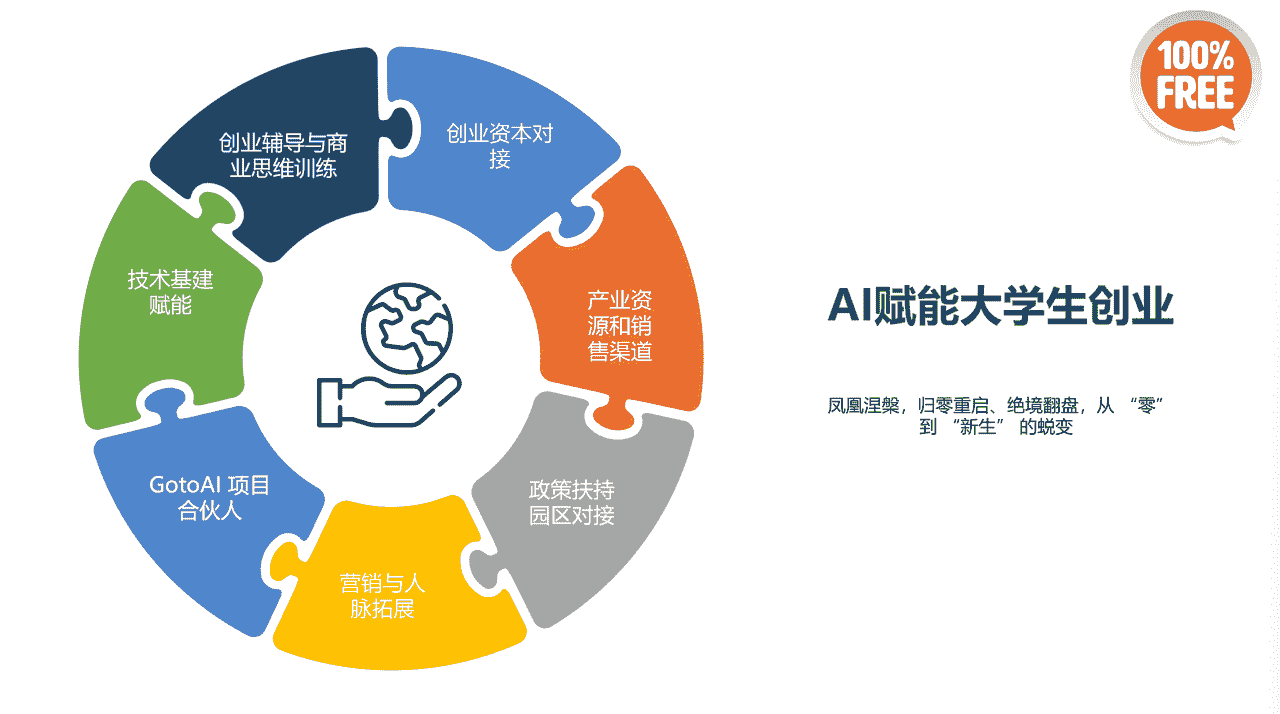 100%
FREE
创业辅导与商
业思维训练
创业资本对
接
技术基建
赋能
产业资
源和销
售渠道
GotoAI 项目
合伙人
政策扶持
园区对接
营销与人
脉拓展
AI赋能大学生创业
凤凰涅槃，归零重启、绝境翻盘，从 “零”
到 “新生” 的蜕变